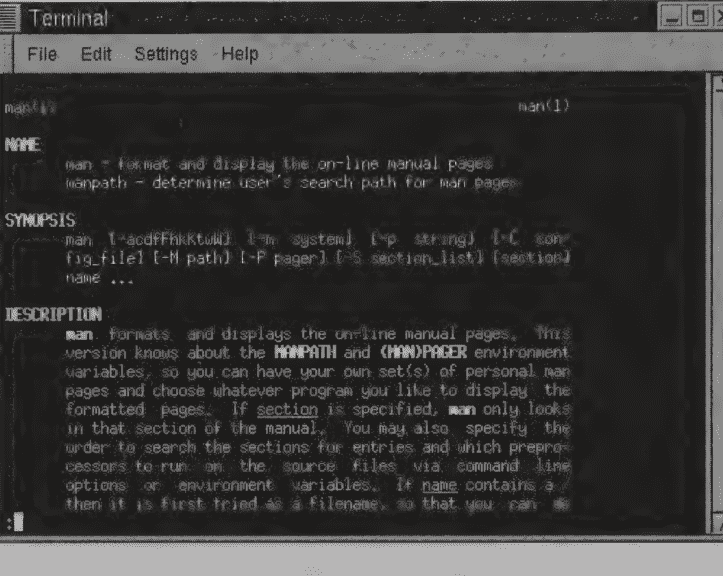 Terminal
File Edit Settings Help
man(1) man(1)
NAME
man - format and display the on-line manual pages
manpath - determine user's search path for man pages
SYNOPSIS
man [-acdfFhkKtwW] [-m system] [-p string] [-C con-
fig_file] [-M path] [-P pager] [-S section_list] [section]
name ...
DESCRIPTION
man formats and displays the on-line manual pages. This
version knows about the MANPATH and (MAN)PAGER environment
variables, so you can have your own set(s) of personal man
pages and choose whatever program you like to display the
formatted pages. If section is specified, man only looks
in that section of the manual. You may also specify the
order to search the sections for entries and which prepro-
cessors to run on the source files via command line
options or environment variables. If name contains a
then it is first tried as a filename, so that you can do
: